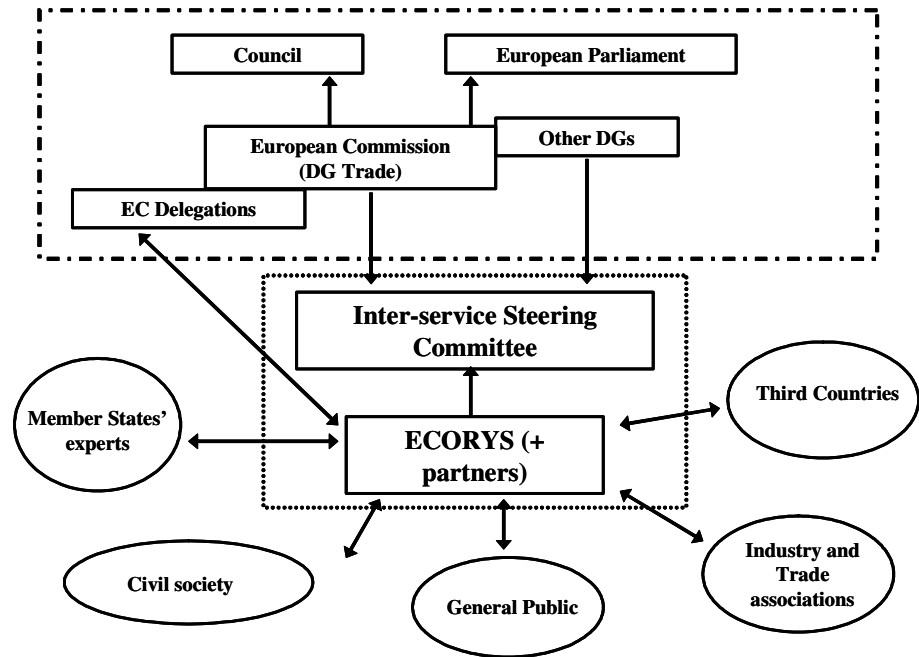 Council
European Parliament
European Commission
(DG Trade)
Other DGs
EC Delegations
Inter-service Steering
Committee
Member States’
experts
Third Countries
ECORYS (+
partners)
Civil society
General Public
Industry and
Trade
associations